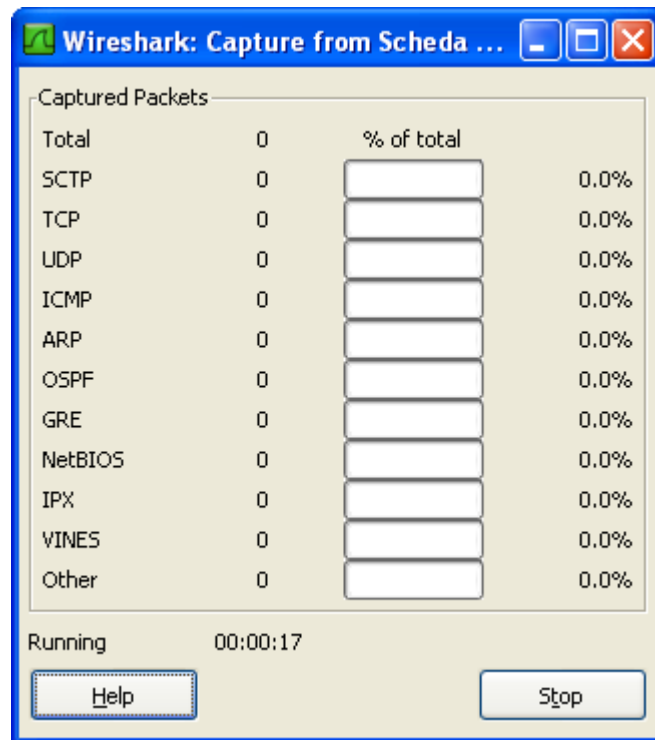 Wireshark: Capture from Scheda ...
Captured Packets
Total 0 % of total
SCTP 0 0.0%
TCP 0 0.0%
UDP 0 0.0%
ICMP 0 0.0%
ARP 0 0.0%
OSPF 0 0.0%
GRE 0 0.0%
NetBIOS 0 0.0%
IPX 0 0.0%
VINES 0 0.0%
Other 0 0.0%
Running 00:00:17
Help Stop